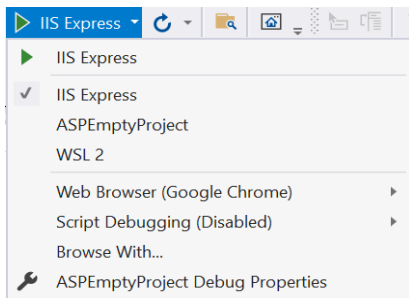 IIS Express
IIS Express
IIS Express
ASPEmptyProject
WSL 2
Web Browser (Google Chrome)
Script Debugging (Disabled)
Browse With...
ASPEmptyProject Debug Properties